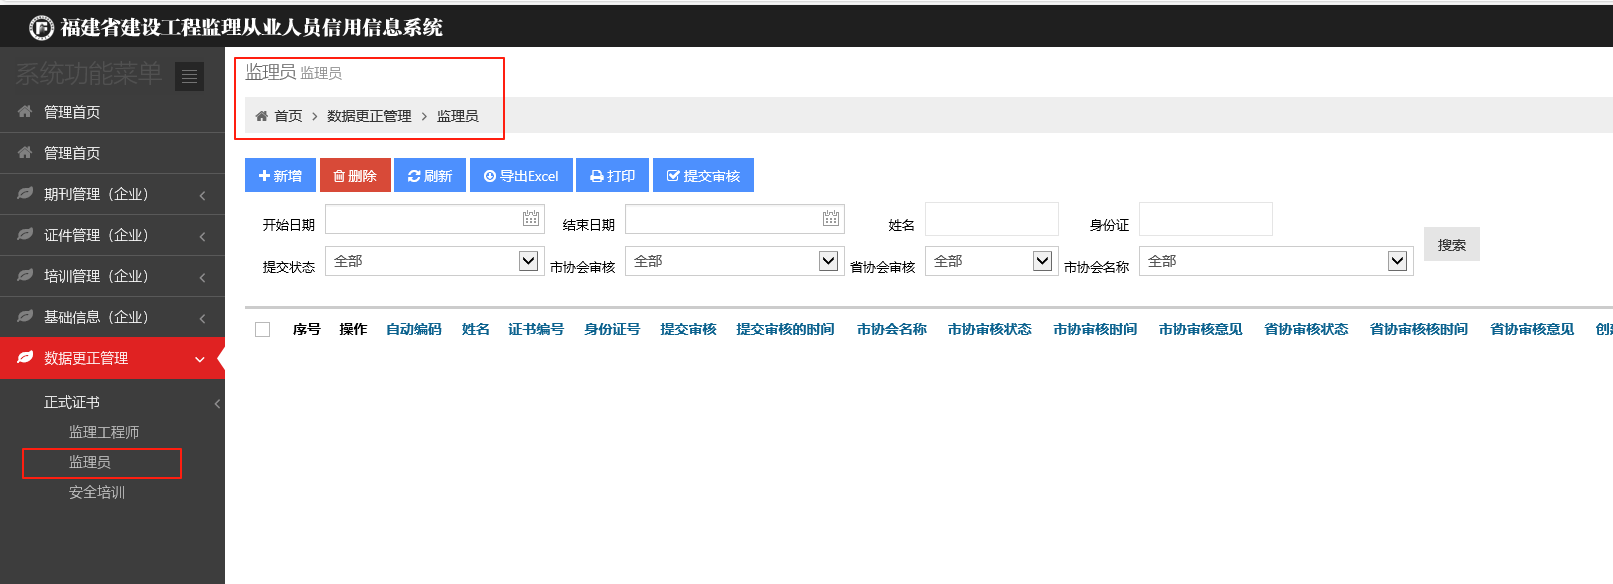 福建省建设工程监理从业人员信用信息系统
系统功能菜单
管理首页
管理首页
期刊管理（企业）
证件管理（企业）
培训管理（企业）
基础信息（企业）
数据更正管理
正式证书
监理工程师
监理员
安全培训
监理员 监理员
首页 > 数据更正管理 > 监理员
新增 删除 刷新 导出Excel 打印 提交审核
开始日期 结束日期 姓名 身份证
提交状态 全部 市协会审核 全部 省协会审核 全部 市协会名称 全部
搜索
序号 操作 自动编码 姓名 证书编号 身份证号 提交审核 提交审核的时间 市协会名称 市协审核状态 市协审核时间 市协审核意见 省协审核状态 省协审核核时间 省协审核意见 创